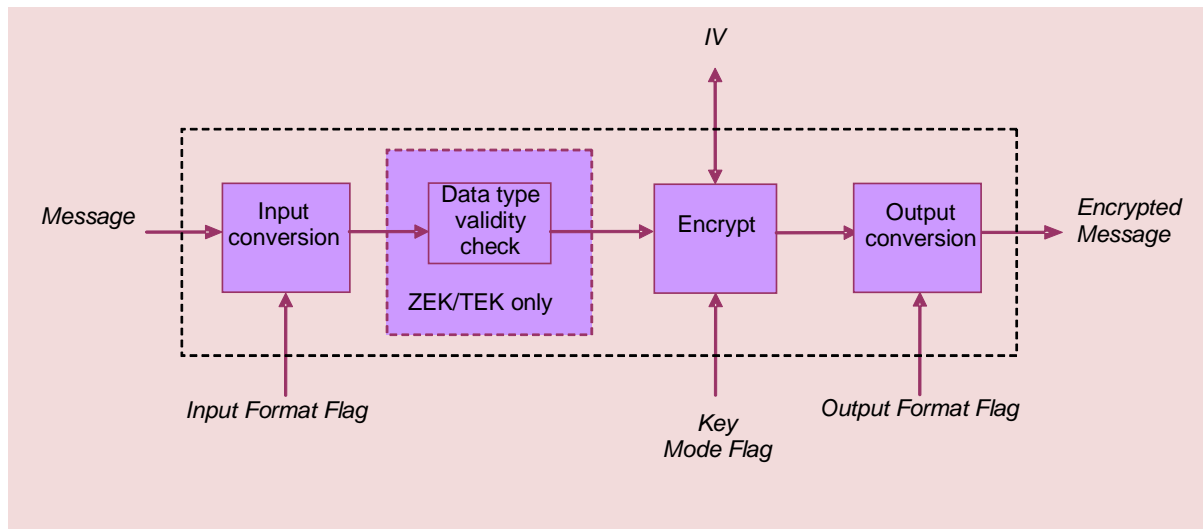 IV
Message
Input
conversion
Data type
validity
check
ZEK/TEK only
Encrypt
Output
conversion
Encrypted
Message
Input Format Flag
Key
Mode Flag
Output Format Flag